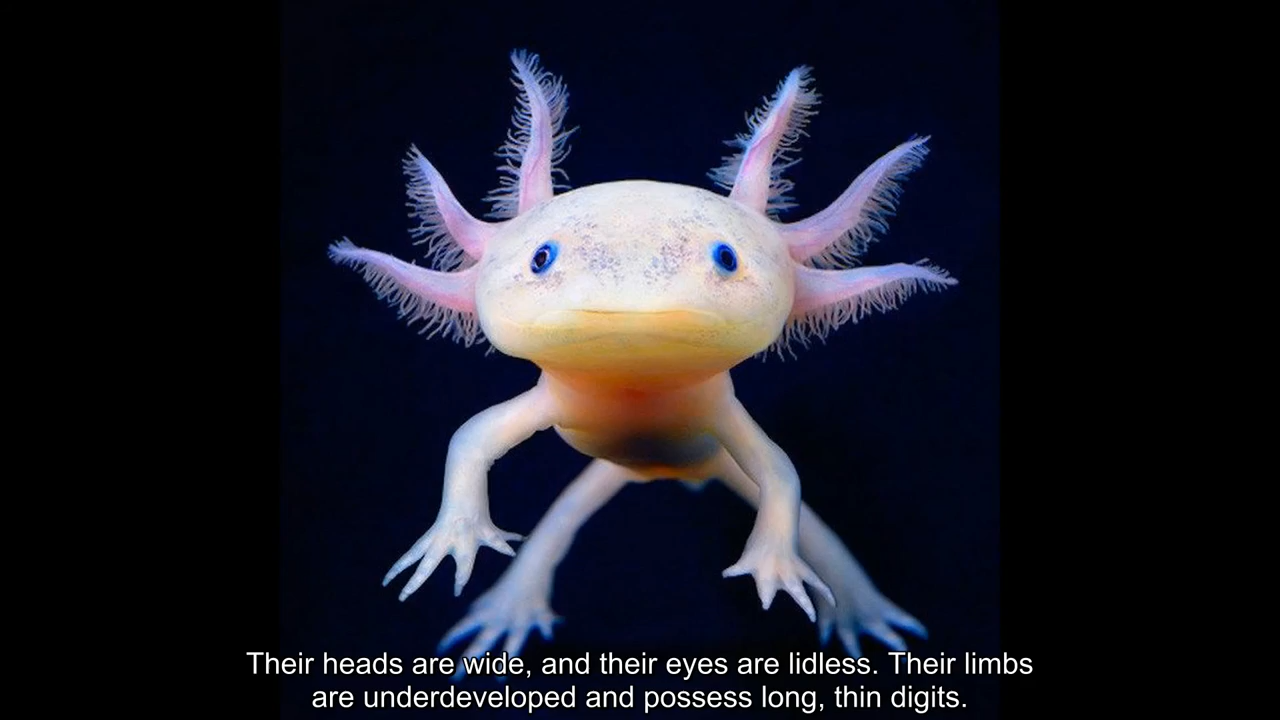 Their heads are wide, and their eyes are lidless. Their limbs
are underdeveloped and possess long, thin digits.